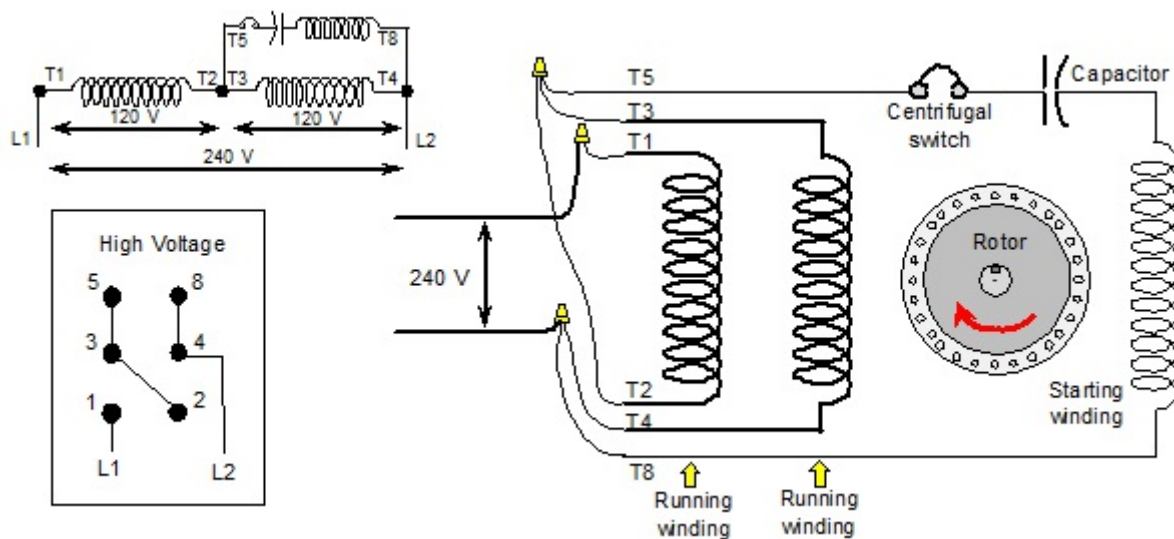 T5
T8
T1
T2
T3
T4
120 V
120 V
L1
L2
240 V
High Voltage
5
8
3
4
1
2
L1
L2
240 V
T5
T3
T1
Centrifugal
switch
Capacitor
Rotor
Starting
winding
T2
T4
T8
Running
winding
Running
winding